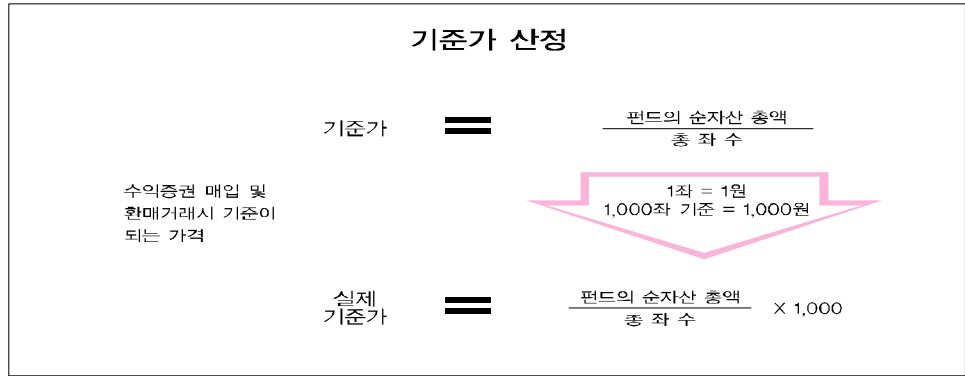 기준가 산정
기준가 = 펀드의 순자산 총액
총 좌 수
수익증권 매입 및
환매거래시 기준이
되는 가격
1좌 = 1원
1,000좌 기준 = 1,000원
실제
기준가 = 펀드의 순자산 총액
총 좌 수 × 1,000